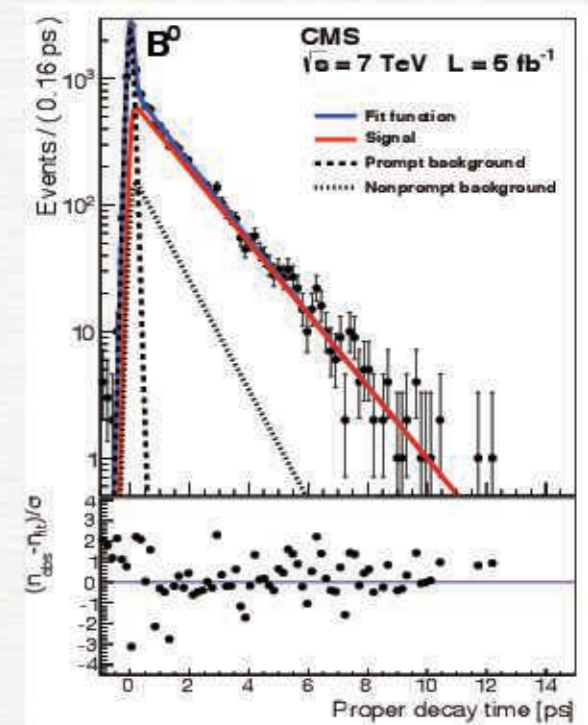 B⁰
CMS
√s = 7 TeV L = 5 fb⁻¹
Fit function
Signal
Prompt background
Nonprompt background
Events / ( 0.16 ps )
10³
10²
10
1
(n_obs-n_fit)/σ
4
3
2
1
0
-1
-2
-3
-4
0 2 4 6 8 10 12 14
Proper decay time [ps]